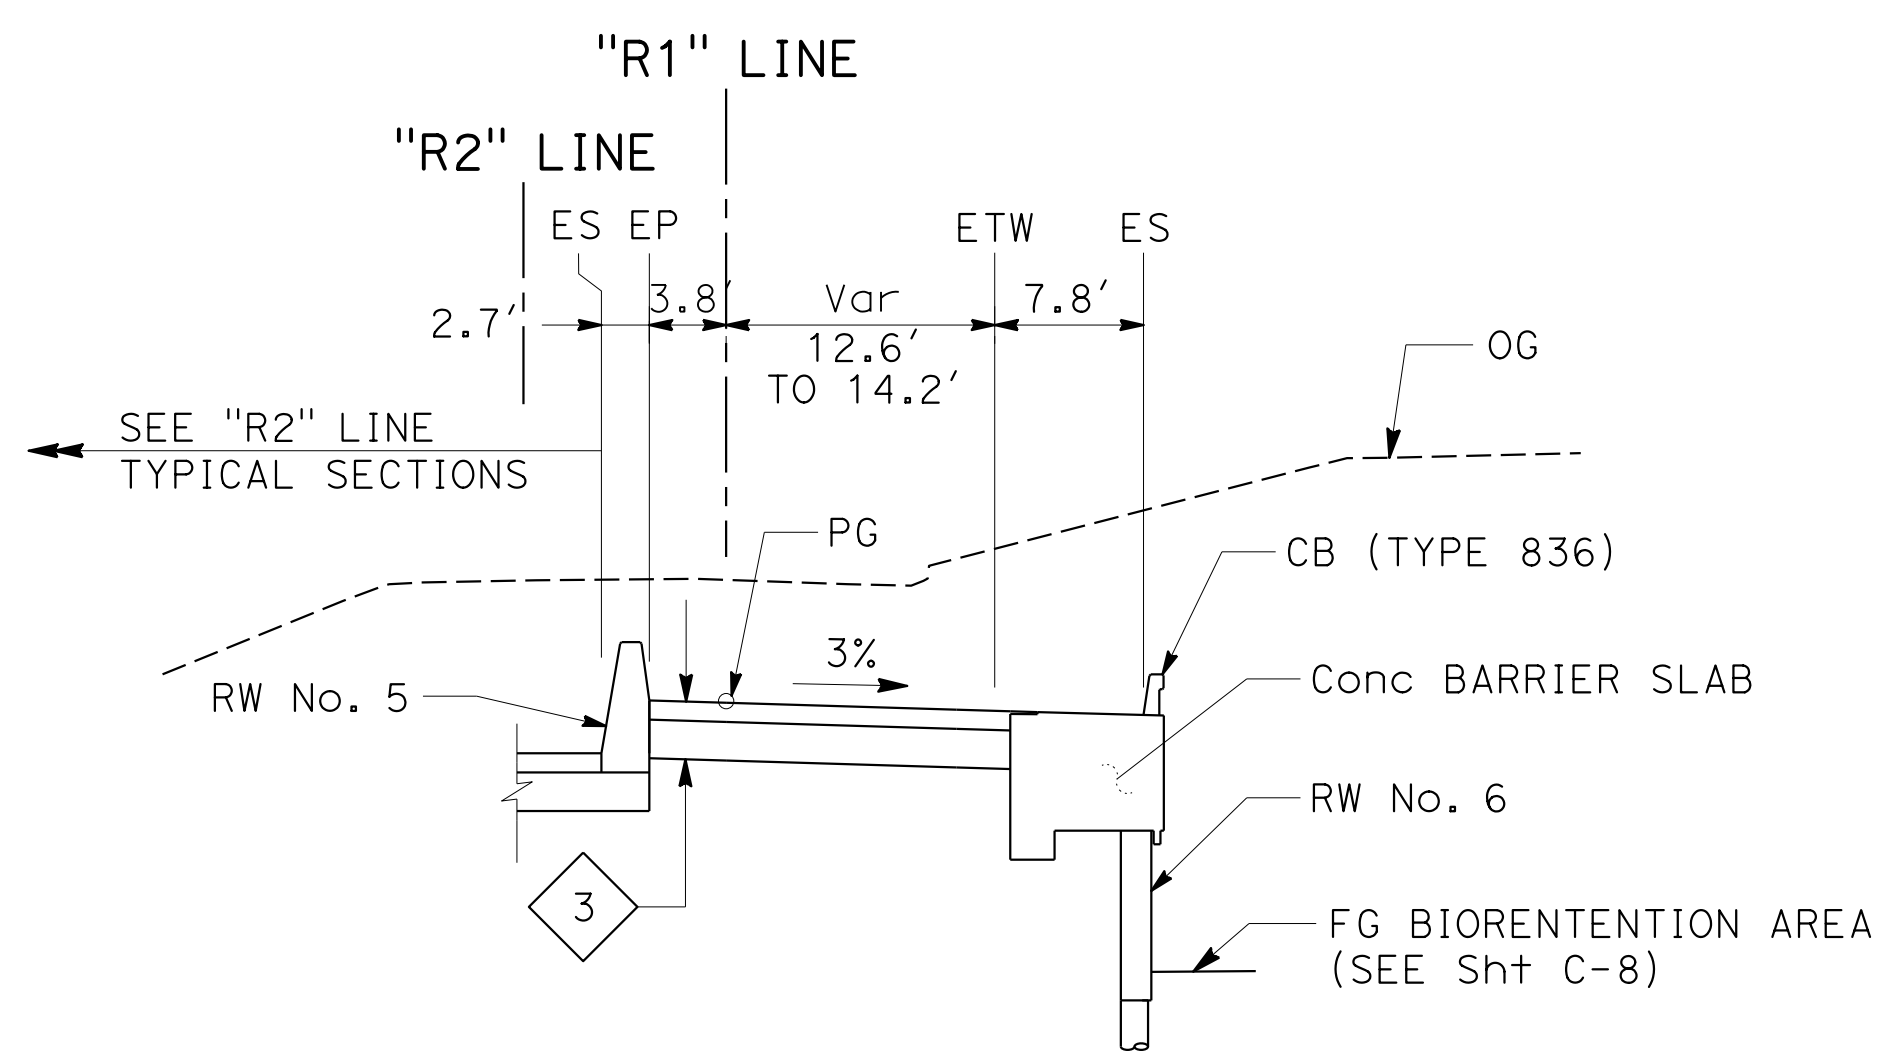 "R1" LINE
"R2" LINE
ES EP
ETW
ES
2.7'
3.8'
Var
12.6'
TO 14.2'
7.8'
OG
SEE "R2" LINE
TYPICAL SECTIONS
PG
CB (TYPE 836)
3%
Conc BARRIER SLAB
RW No. 5
RW No. 6
3
FG BIORENTENTION AREA
(SEE Sht C-8)